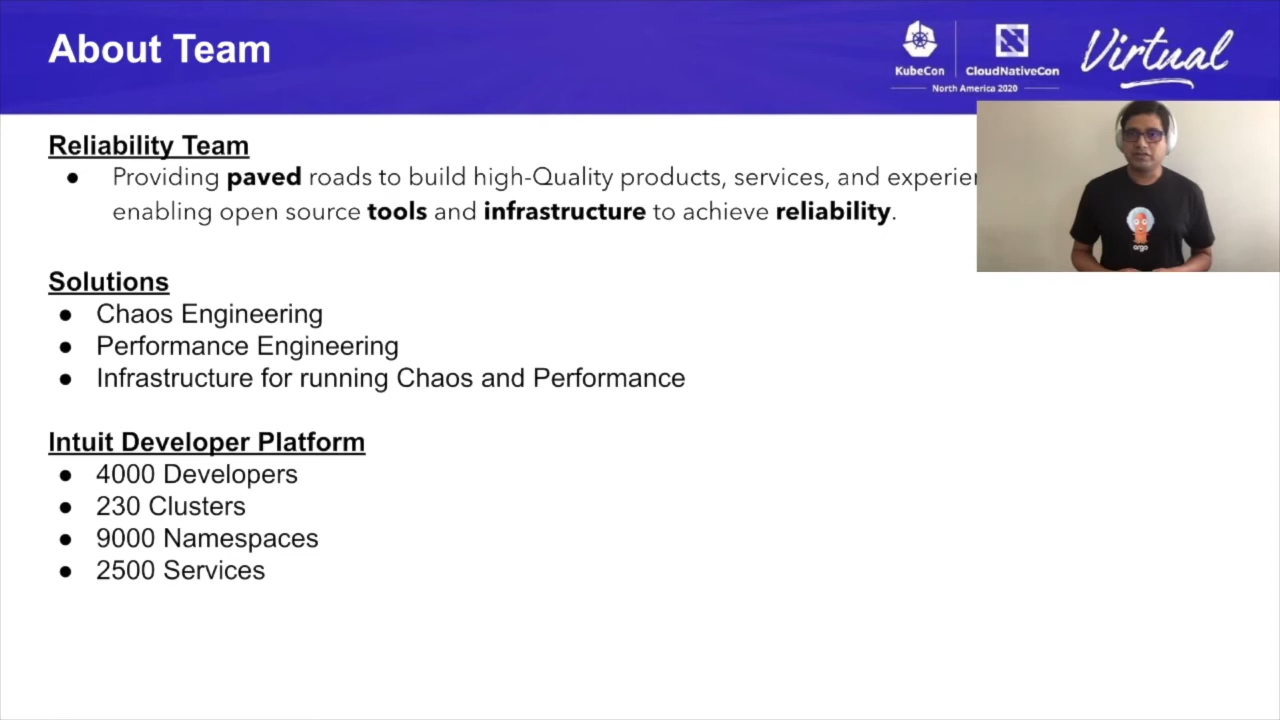 About Team
KubeCon
CloudNativeCon
North America 2020
Virtual
Reliability Team
● Providing paved roads to build high-Quality products, services, and
enabling open source tools and infrastructure to achieve reliability.
argo
Solutions
● Chaos Engineering
● Performance Engineering
● Infrastructure for running Chaos and Performance
Intuit Developer Platform
● 4000 Developers
● 230 Clusters
● 9000 Namespaces
● 2500 Services